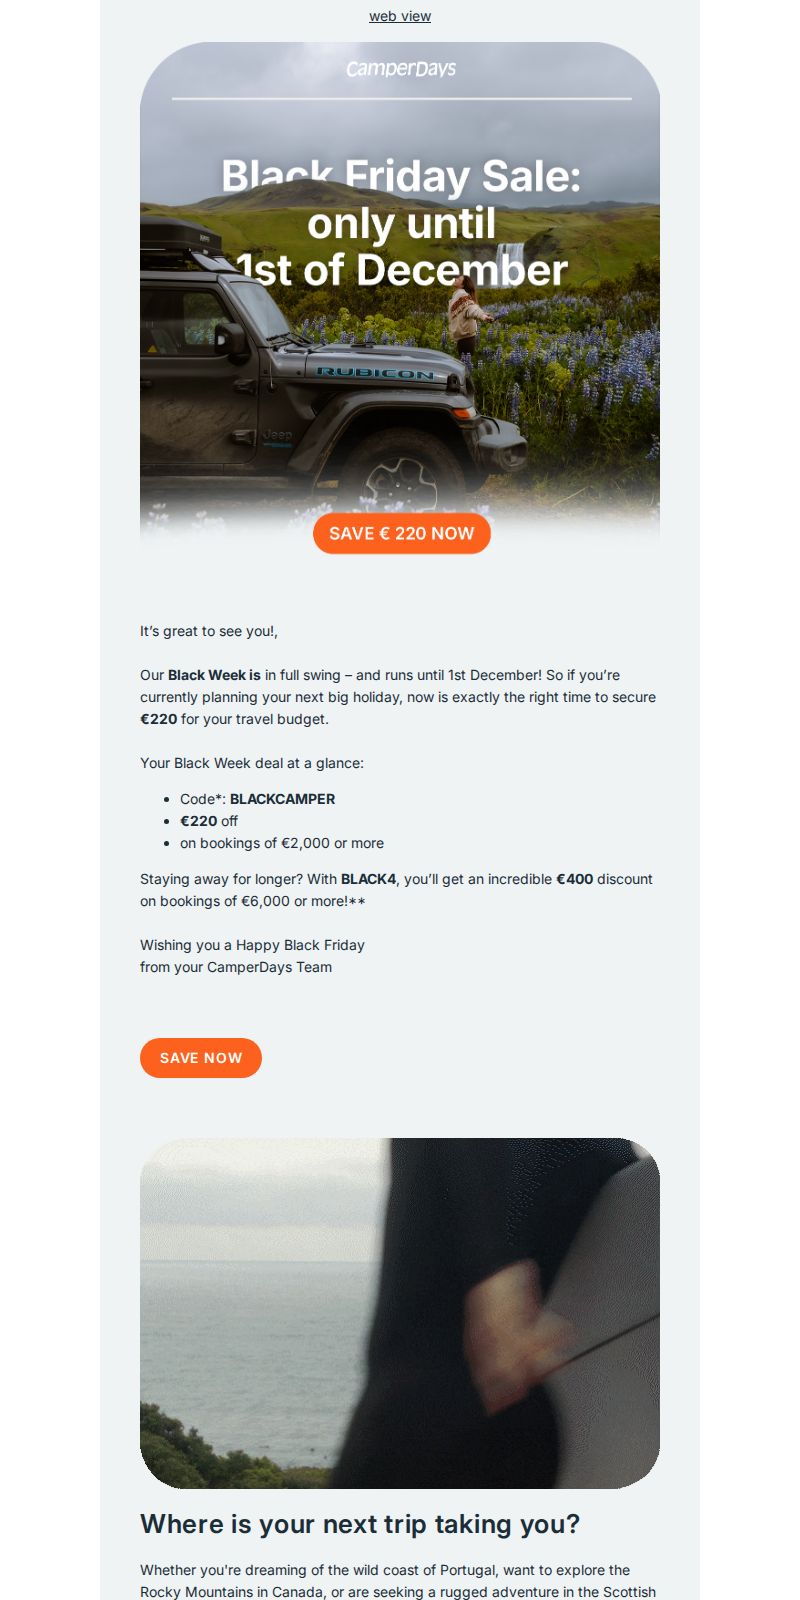 web view
CamperDays
Black Friday Sale:
only until
1st of December
RUBICON
Jeep
SAVE € 220 NOW
It’s great to see you!,
Our Black Week is in full swing – and runs until 1st December! So if you’re
currently planning your next big holiday, now is exactly the right time to secure
€220 for your travel budget.
Your Black Week deal at a glance:
• Code*: BLACKCAMPER
• €220 off
• on bookings of €2,000 or more
Staying away for longer? With BLACK4, you’ll get an incredible €400 discount
on bookings of €6,000 or more!**
Wishing you a Happy Black Friday
from your CamperDays Team
SAVE NOW
Where is your next trip taking you?
Whether you're dreaming of the wild coast of Portugal, want to explore the
Rocky Mountains in Canada, or are seeking a rugged adventure in the Scottish